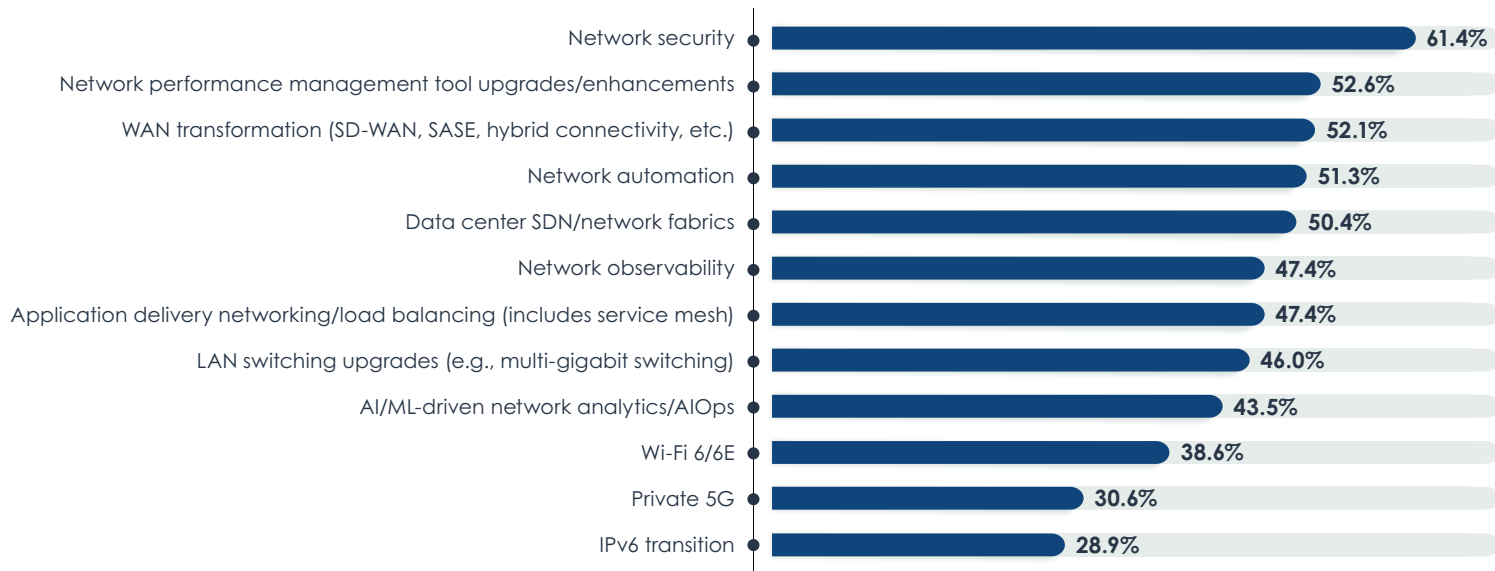 Network security 61.4%
Network performance management tool upgrades/enhancements 52.6%
WAN transformation (SD-WAN, SASE, hybrid connectivity, etc.) 52.1%
Network automation 51.3%
Data center SDN/network fabrics 50.4%
Network observability 47.4%
Application delivery networking/load balancing (includes service mesh) 47.4%
LAN switching upgrades (e.g., multi-gigabit switching) 46.0%
AI/ML-driven network analytics/AIOps 43.5%
Wi-Fi 6/6E 38.6%
Private 5G 30.6%
IPv6 transition 28.9%